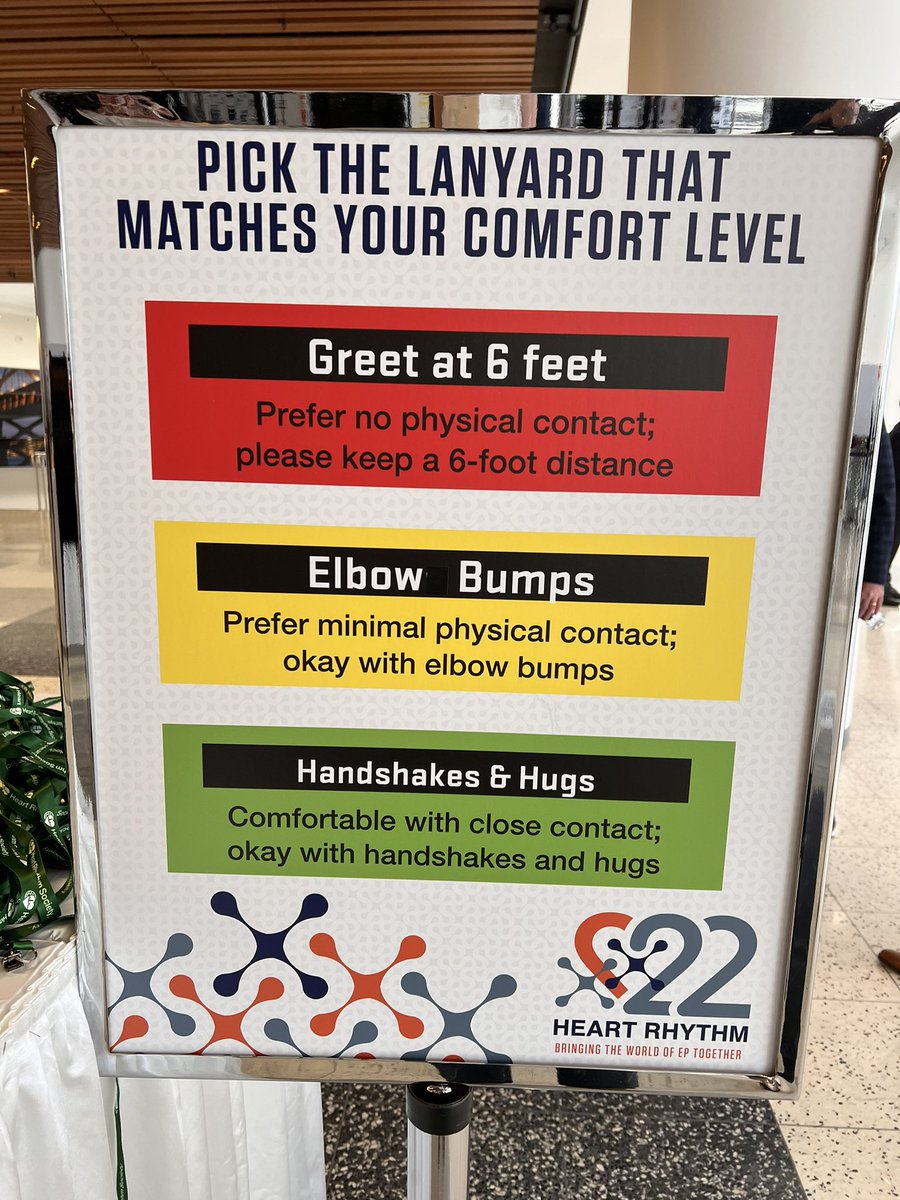 PICK THE LANYARD THAT
MATCHES YOUR COMFORT LEVEL
Greet at 6 feet
Prefer no physical contact;
please keep a 6-foot distance
Elbow Bumps
Prefer minimal physical contact;
okay with elbow bumps
Handshakes & Hugs
Comfortable with close contact;
okay with handshakes and hugs
22
HEART RHYTHM
BRINGING THE WORLD OF EP TOGETHER